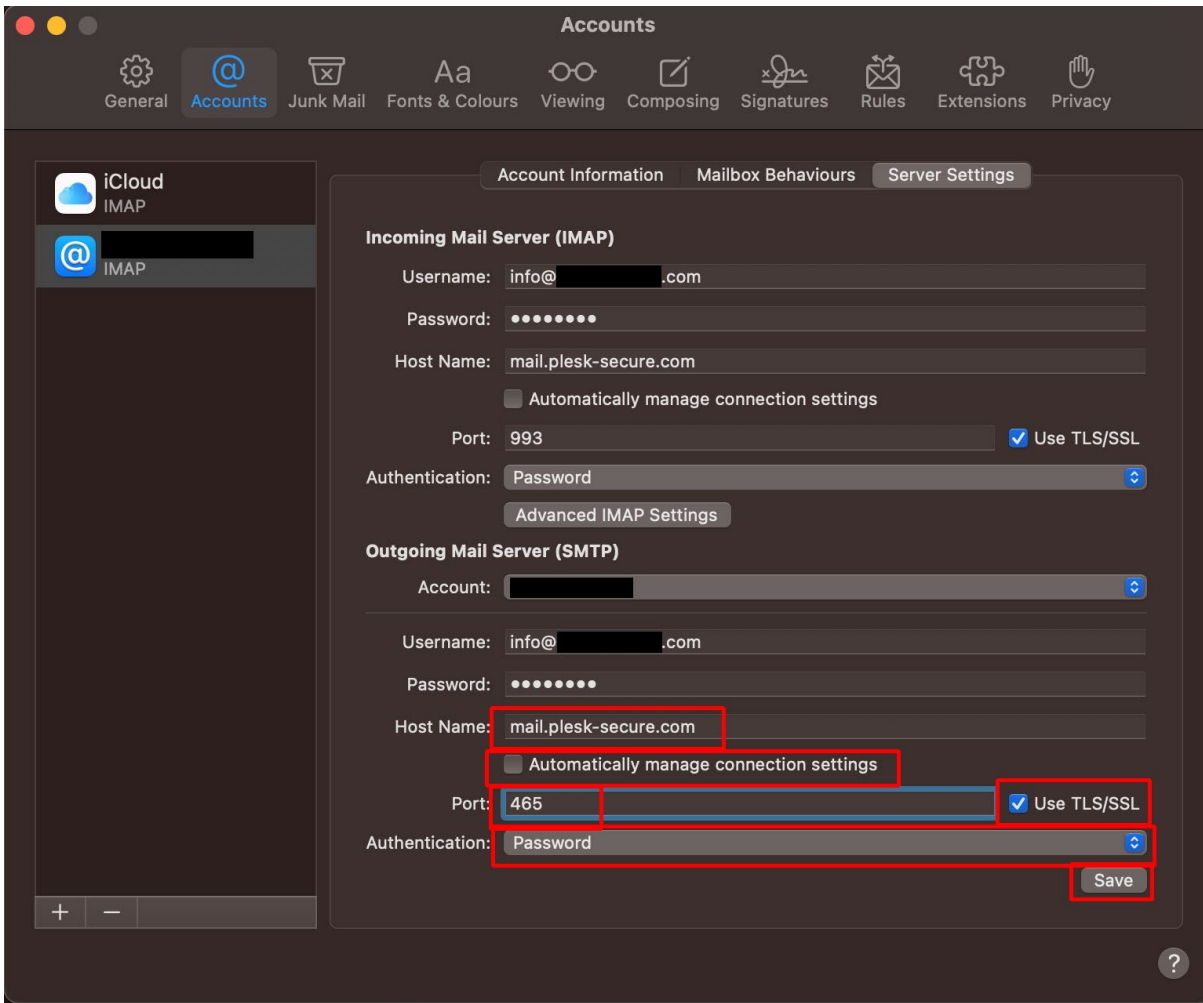 Accounts
General Accounts Junk Mail Fonts & Colours Viewing Composing Signatures Rules Extensions Privacy
iCloud
IMAP
IMAP
Account Information Mailbox Behaviours Server Settings
Incoming Mail Server (IMAP)
Username: info@ .com
Password: ••••••••
Host Name: mail.plesk-secure.com
Automatically manage connection settings
Port: 993 Use TLS/SSL
Authentication: Password
Advanced IMAP Settings
Outgoing Mail Server (SMTP)
Account:
Username: info@ .com
Password: ••••••••
Host Name: mail.plesk-secure.com
Automatically manage connection settings
Port: 465 Use TLS/SSL
Authentication: Password
Save
+ −
?